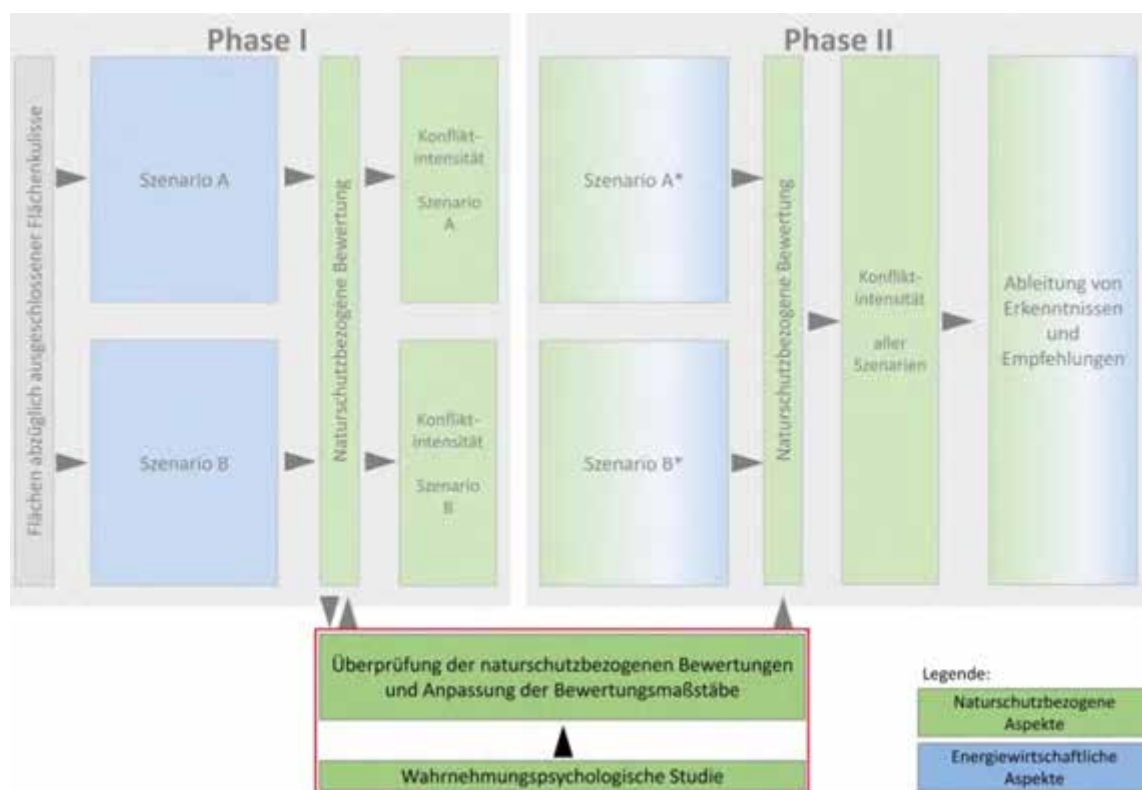 Phase I
Flächen abzüglich ausgeschlossener Flächenkulisse
Szenario A
Szenario B
Naturschutzbezogene Bewertung
Konflikt-
intensität
Szenario
A
Konflikt-
intensität
Szenario
B
Phase II
Szenario A*
Szenario B*
Naturschutzbezogene Bewertung
Konflikt-
intensität
aller
Szenarien
Ableitung von
Erkenntnissen
und
Empfehlungen
Überprüfung der naturschutzbezogenen Bewertungen
und Anpassung der Bewertungsmaßstäbe
Wahrnehmungspsychologische Studie
Legende:
Naturschutzbezogene
Aspekte
Energiewirtschaftliche
Aspekte